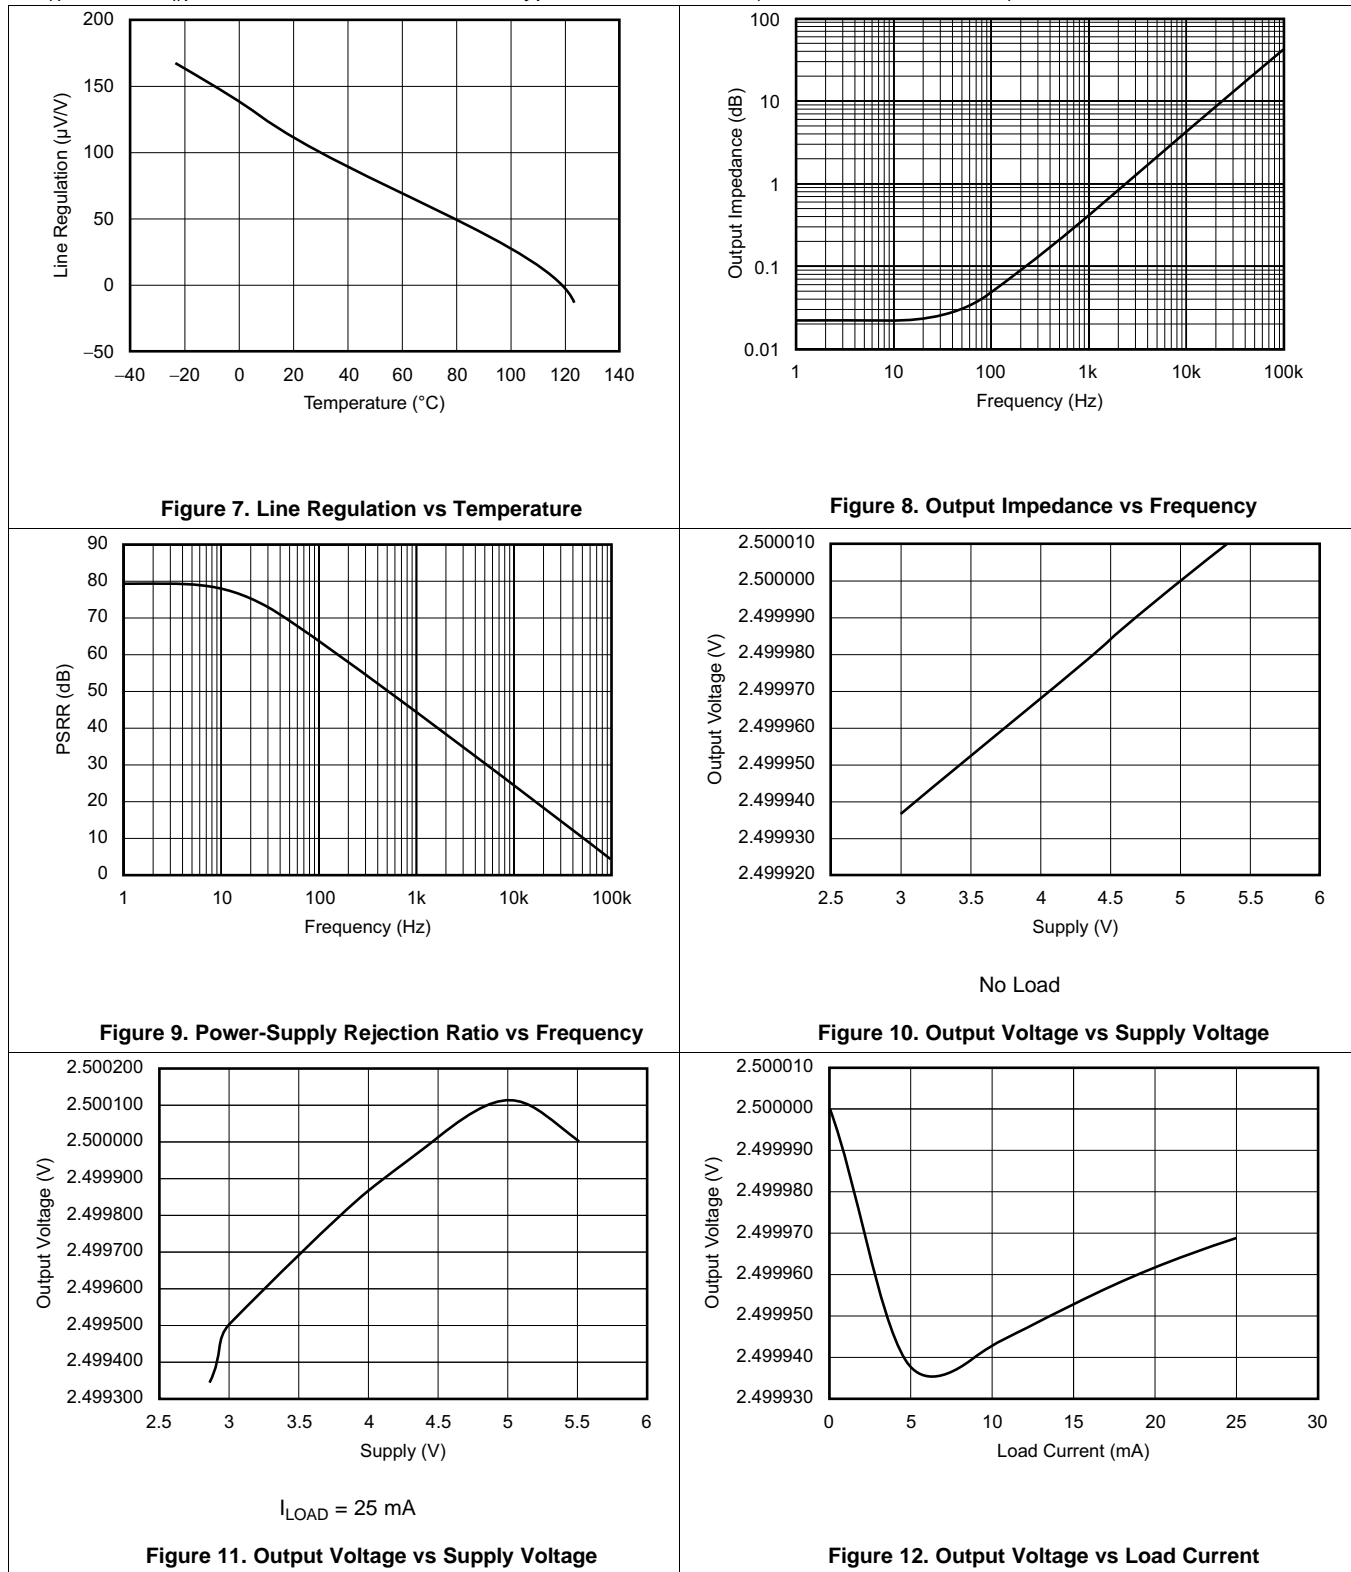 200
150
100
50
0
–50
Line Regulation (µV/V)
–40 –20 0 20 40 60 80 100 120 140
Temperature (°C)
Figure 7. Line Regulation vs Temperature
100
10
1
0.1
0.01
Output Impedance (dB)
1 10 100 1k 10k 100k
Frequency (Hz)
Figure 8. Output Impedance vs Frequency
90
80
70
60
50
40
30
20
10
0
PSRR (dB)
1 10 100 1k 10k 100k
Frequency (Hz)
Figure 9. Power-Supply Rejection Ratio vs Frequency
2.500010
2.500000
2.499990
2.499980
2.499970
2.499960
2.499950
2.499940
2.499930
2.499920
Output Voltage (V)
2.5 3 3.5 4 4.5 5 5.5 6
Supply (V)
No Load
Figure 10. Output Voltage vs Supply Voltage
2.500200
2.500100
2.500000
2.499900
2.499800
2.499700
2.499600
2.499500
2.499400
2.499300
Output Voltage (V)
2.5 3 3.5 4 4.5 5 5.5 6
Supply (V)
I_LOAD = 25 mA
Figure 11. Output Voltage vs Supply Voltage
2.500010
2.500000
2.499990
2.499980
2.499970
2.499960
2.499950
2.499940
2.499930
Output Voltage (V)
0 5 10 15 20 25 30
Load Current (mA)
Figure 12. Output Voltage vs Load Current